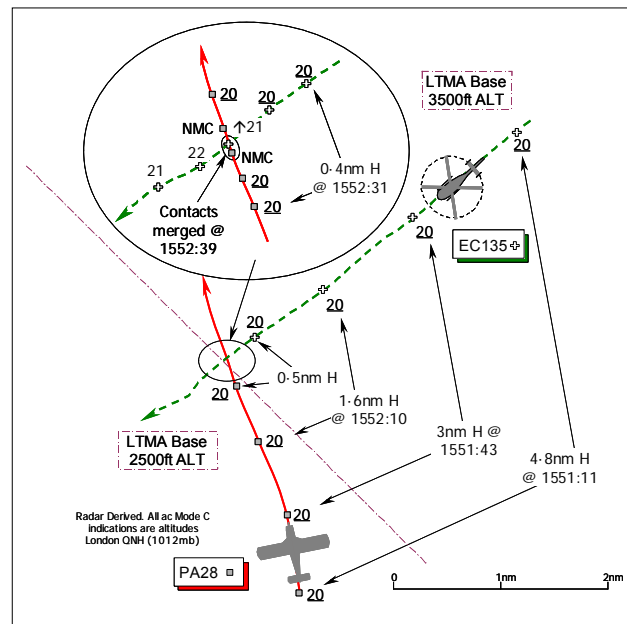 LTMA Base
3500ft ALT
20
20
20
NMC
↑21
20
22
NMC
21
20
20
0·4nm H
@ 1552:31
Contacts
merged @
1552:39
20
EC135
20
20
20
0·5nm H
1·6nm H
@ 1552:10
LTMA Base
2500ft ALT
20
3nm H @
1551:43
4·8nm H
@ 1551:11
20
Radar Derived. All ac Mode C
indications are altitudes
London QNH (1012mb)
PA28
20
0
1nm
2nm